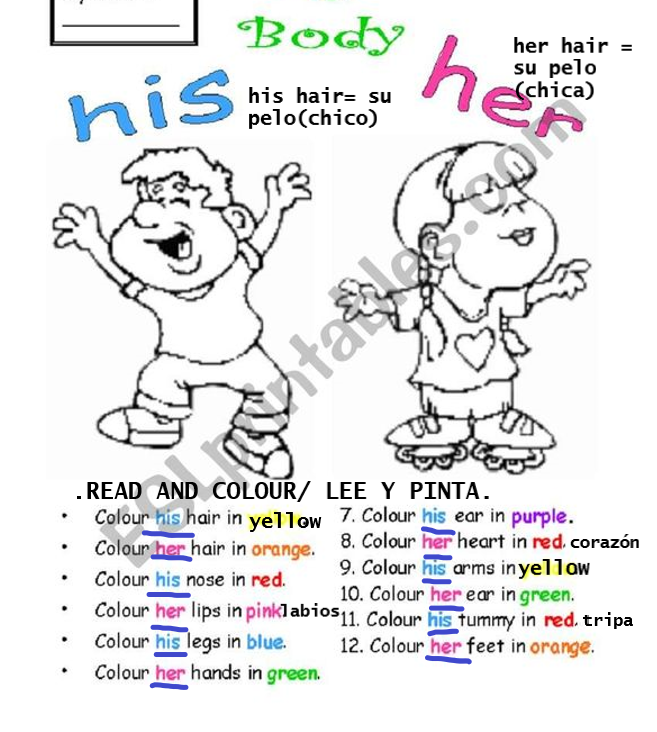 Body
his
his hair= su
pelo(chico)
her
her hair =
su pelo
(chica)
ESLprintables.com
.READ AND COLOUR/ LEE Y PINTA.
• Colour his hair in yellow
• Colour her hair in orange.
• Colour his nose in red.
• Colour her lips in pink labios
• Colour his legs in blue.
• Colour her hands in green.
7. Colour his ear in purple.
8. Colour her heart in red. corazón
9. Colour his arms in yellow
10. Colour her ear in green.
11. Colour his tummy in red. tripa
12. Colour her feet in orange.